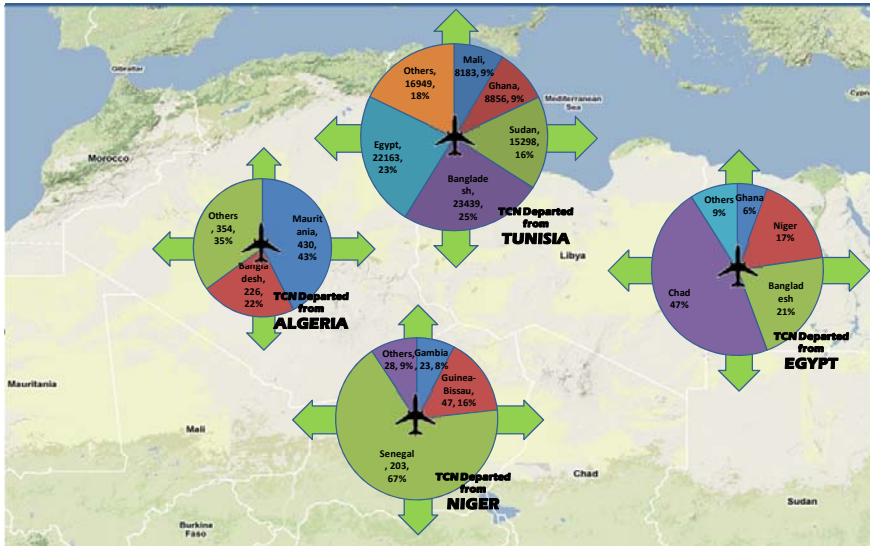 Gibraltar
Morocco
Mediterranean
Sea
Cypr
Libya
Mauritania
Mali
Burkina
Faso
Chad
Sudan
Mali,
8183, 9%
Ghana,
8856, 9%
Sudan,
15298,
16%
Banglade
sh,
23439,
25%
Egypt,
22163,
23%
Others,
16949,
18%
TCN Departed
from
TUNISIA
Maurit
ania,
430,
43%
Bangla
desh,
226,
22%
Others
, 354,
35%
TCN Departed
from
ALGERIA
Ghana
6%
Niger
17%
Banglad
esh
21%
Chad
47%
Others
9%
TCN Departed
from
EGYPT
Gambia
, 23, 8%
Guinea-
Bissau,
47, 16%
Senegal
, 203,
67%
Others,
28, 9%
TCN Departed
from
NIGER